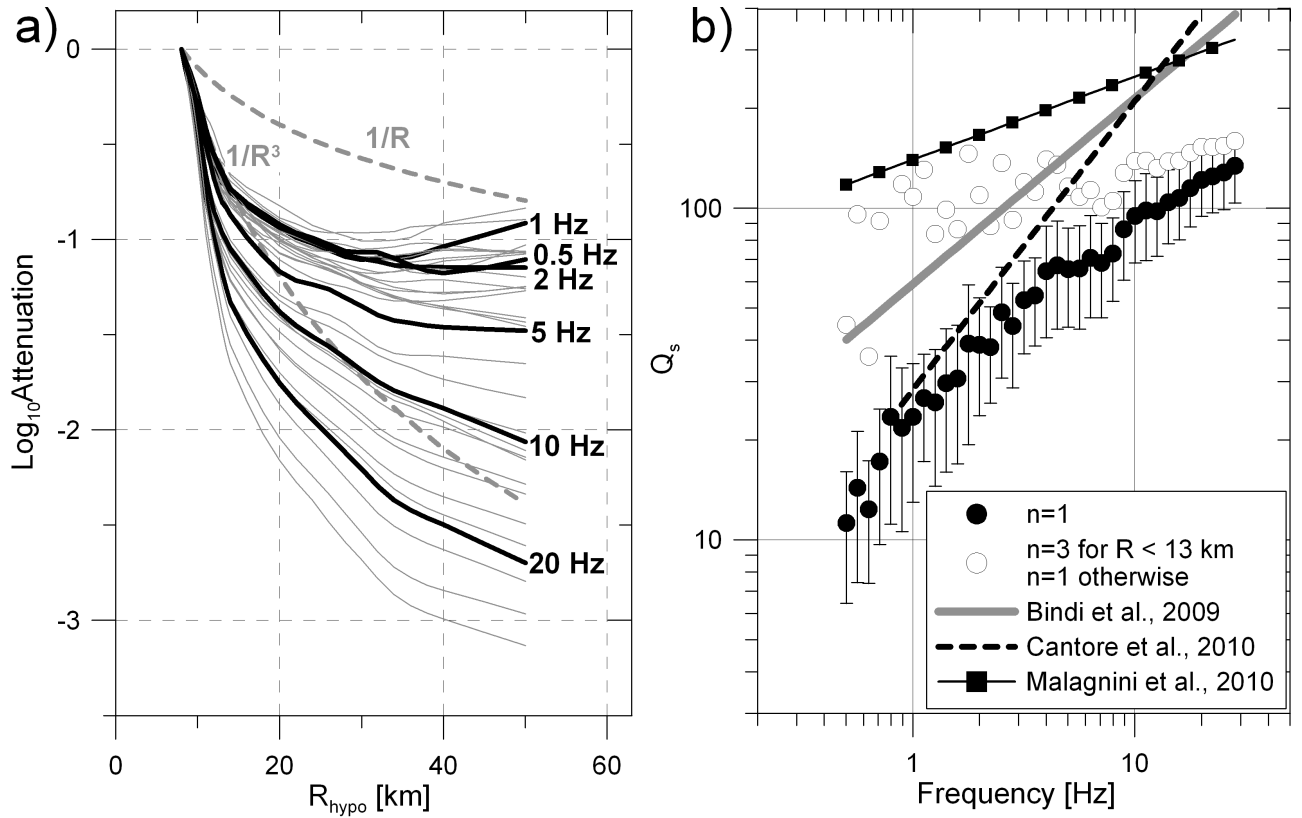 a)
0
-1
-2
-3
Log10Attenuation
1/R
1/R3
1 Hz
0.5 Hz
2 Hz
5 Hz
10 Hz
20 Hz
0
20
40
60
Rhypo [km]
b)
100
10
Qs
n=1
n=3 for R < 13 km
n=1 otherwise
Bindi et al., 2009
Cantore et al., 2010
Malagnini et al., 2010
1
10
Frequency [Hz]